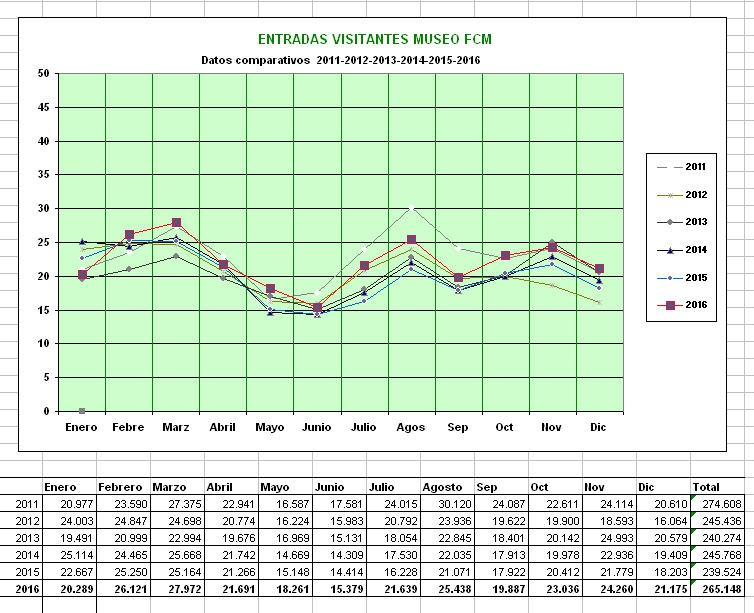 ENTRADAS VISITANTES MUSEO FCM
Datos comparativos 2011-2012-2013-2014-2015-2016
50
45
40
35
30
25
20
15
10
5
0
Enero Febre Marz Abril Mayo Junio Julio Agos Sep Oct Nov Dic
2011
2012
2013
2014
2015
2016
Enero Febrero Marzo Abril Mayo Junio Julio Agosto Sep Oct Nov Dic Total
2011 20.977 23.590 27.375 22.941 16.587 17.581 24.015 30.120 24.087 22.611 24.114 20.610 274.608
2012 24.003 24.847 24.698 20.774 16.224 15.983 20.792 23.936 19.622 19.900 18.593 16.064 245.436
2013 19.491 20.999 22.994 19.676 16.969 15.131 18.054 22.845 18.401 20.142 24.993 20.579 240.274
2014 25.114 24.465 25.668 21.742 14.669 14.309 17.530 22.035 17.913 19.978 22.936 19.409 245.768
2015 22.667 25.250 25.164 21.266 15.148 14.414 16.228 21.071 17.922 20.412 21.779 18.203 239.524
2016 20.289 26.121 27.972 21.691 18.261 15.379 21.639 25.438 19.887 23.036 24.260 21.175 265.148